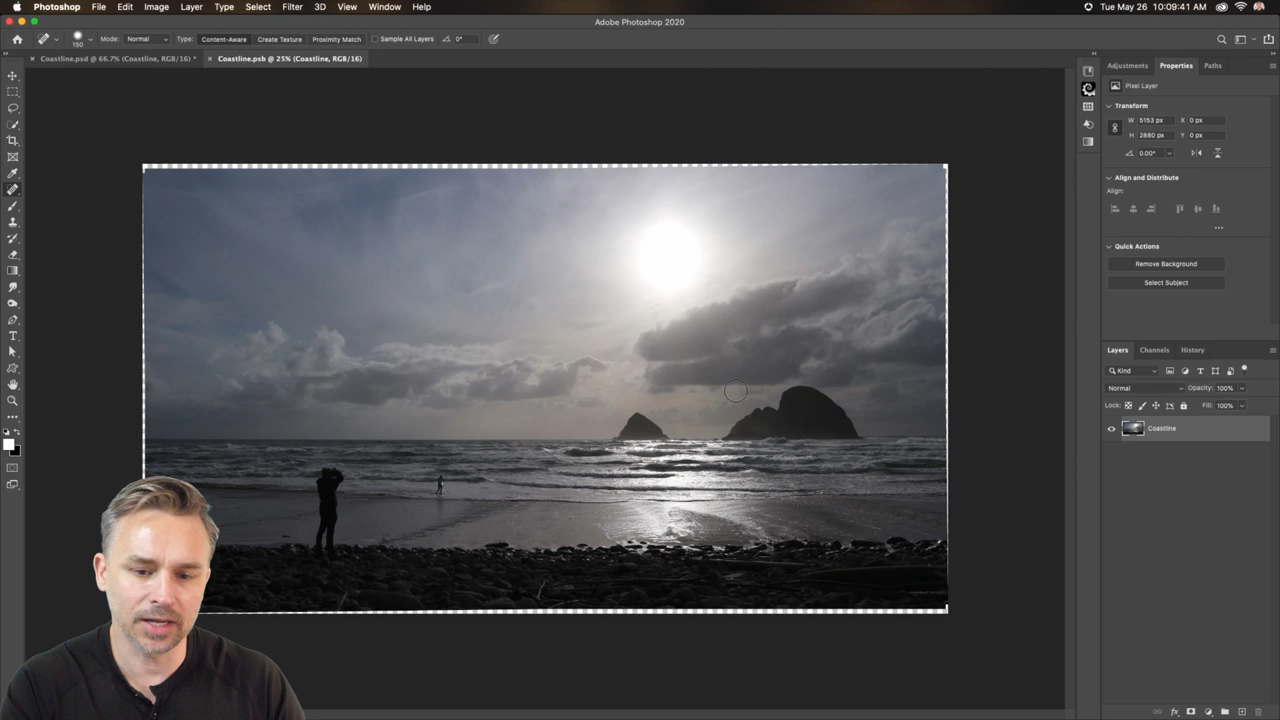 Photoshop File Edit Image Layer Type Select Filter 3D View Window Help Tue May 26 10:09:41 AM
Adobe Photoshop 2020
150 Mode: Normal Type: Content-Aware Create Texture Proximity Match Sample All Layers 0°
Coastline.psd @ 66.7% (Coastline, RGB/16) * Coastline.psb @ 25% (Coastline, RGB/16)
Adjustments Properties Paths
Pixel Layer
Transform
W 5153 px X 0 px
H 2880 px Y 0 px
0.00°
Align and Distribute
Align:
Quick Actions
Remove Background
Select Subject
Layers Channels History
Kind
Normal Opacity: 100%
Lock: Fill: 100%
Coastline